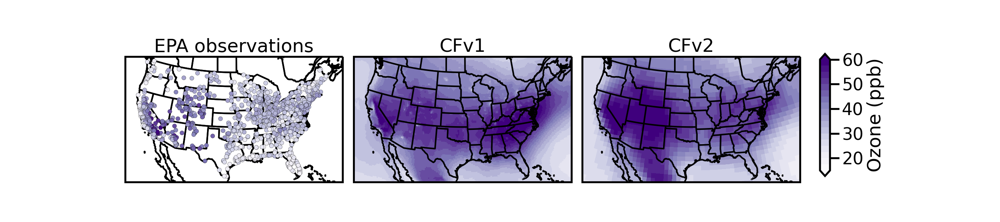 EPA observations
CFv1
CFv2
60
50
40
30
20
Ozone (ppb)